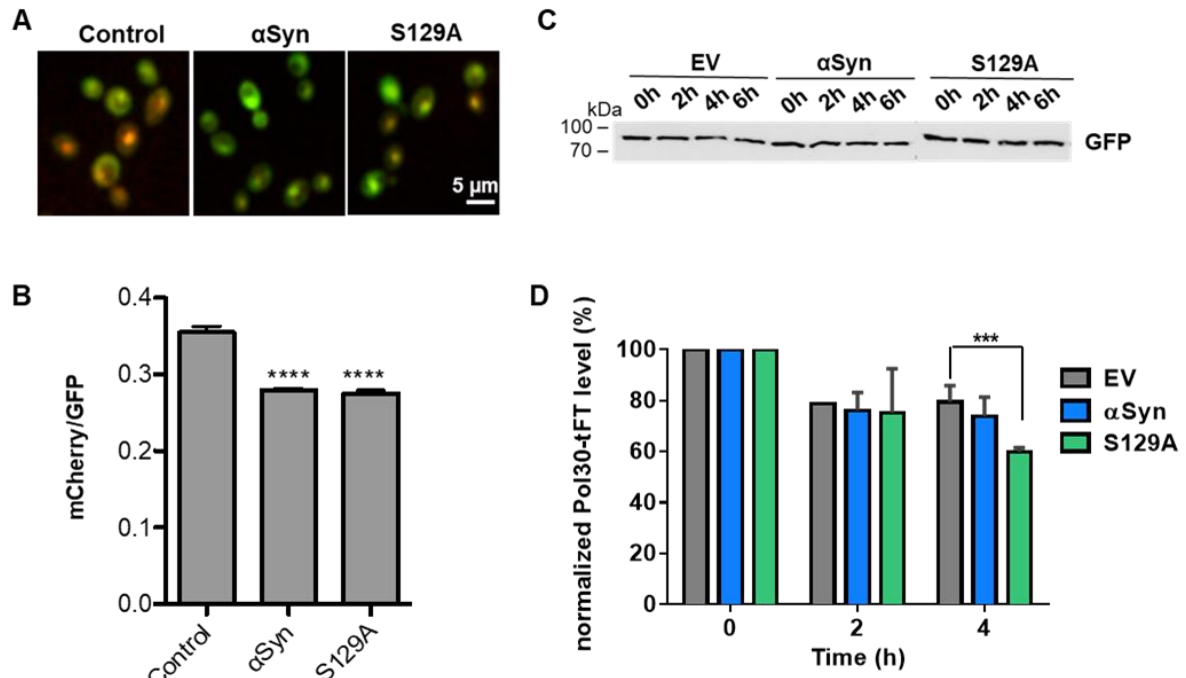 A
Control αSyn S129A
5 µm
C
EV αSyn S129A
kDa 0h 2h 4h 6h 0h 2h 4h 6h 0h 2h 4h 6h
100
70
GFP
B
mCherry/GFP
0.4
0.3
0.2
0.1
0.0
**** ****
Control αSyn S129A
D
normalized Pol30-tFT level (%)
100
80
60
40
20
0
***
0 2 4
Time (h)
EV
αSyn
S129A